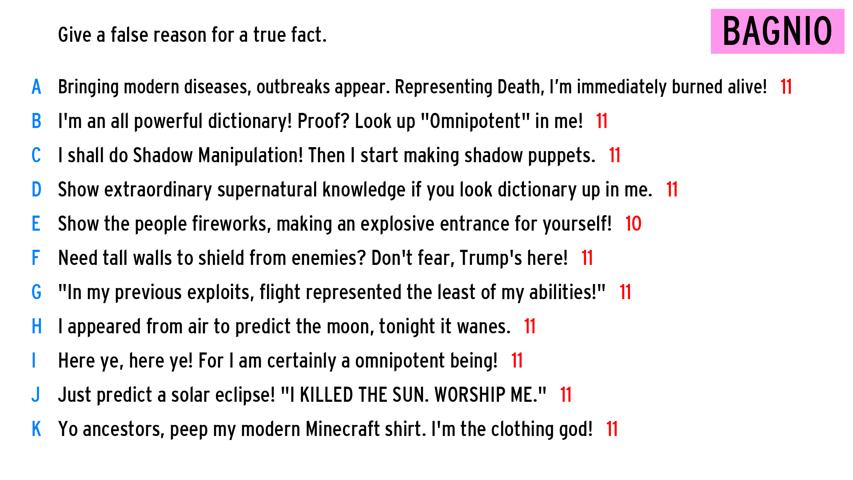 Give a false reason for a true fact.
BAGNIO
A Bringing modern diseases, outbreaks appear. Representing Death, I'm immediately burned alive! 11
B I'm an all powerful dictionary! Proof? Look up "Omnipotent" in me! 11
C I shall do Shadow Manipulation! Then I start making shadow puppets. 11
D Show extraordinary supernatural knowledge if you look dictionary up in me. 11
E Show the people fireworks, making an explosive entrance for yourself! 10
F Need tall walls to shield from enemies? Don't fear, Trump's here! 11
G "In my previous exploits, flight represented the least of my abilities!" 11
H I appeared from air to predict the moon, tonight it wanes. 11
I Here ye, here ye! For I am certainly a omnipotent being! 11
J Just predict a solar eclipse! "I KILLED THE SUN. WORSHIP ME." 11
K Yo ancestors, peep my modern Minecraft shirt. I'm the clothing god! 11